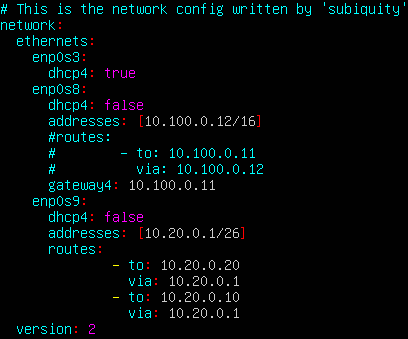 # This is the network config written by 'subiquity'
network:
  ethernets:
    enp0s3:
      dhcp4: true
    enp0s8:
      dhcp4: false
      addresses: [10.100.0.12/16]
      #routes:
      #        - to: 10.100.0.11
      #          via: 10.100.0.12
      gateway4: 10.100.0.11
    enp0s9:
      dhcp4: false
      addresses: [10.20.0.1/26]
      routes:
              - to: 10.20.0.20
                via: 10.20.0.1
              - to: 10.20.0.10
                via: 10.20.0.1
  version: 2